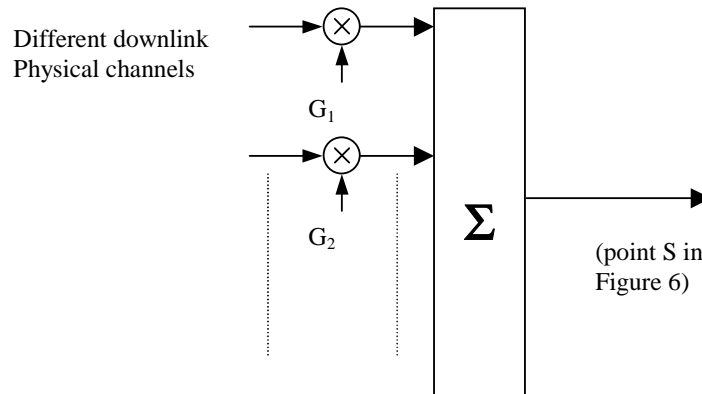 Different downlink
Physical channels
G₁
G₂
Σ
(point S in
Figure 6)